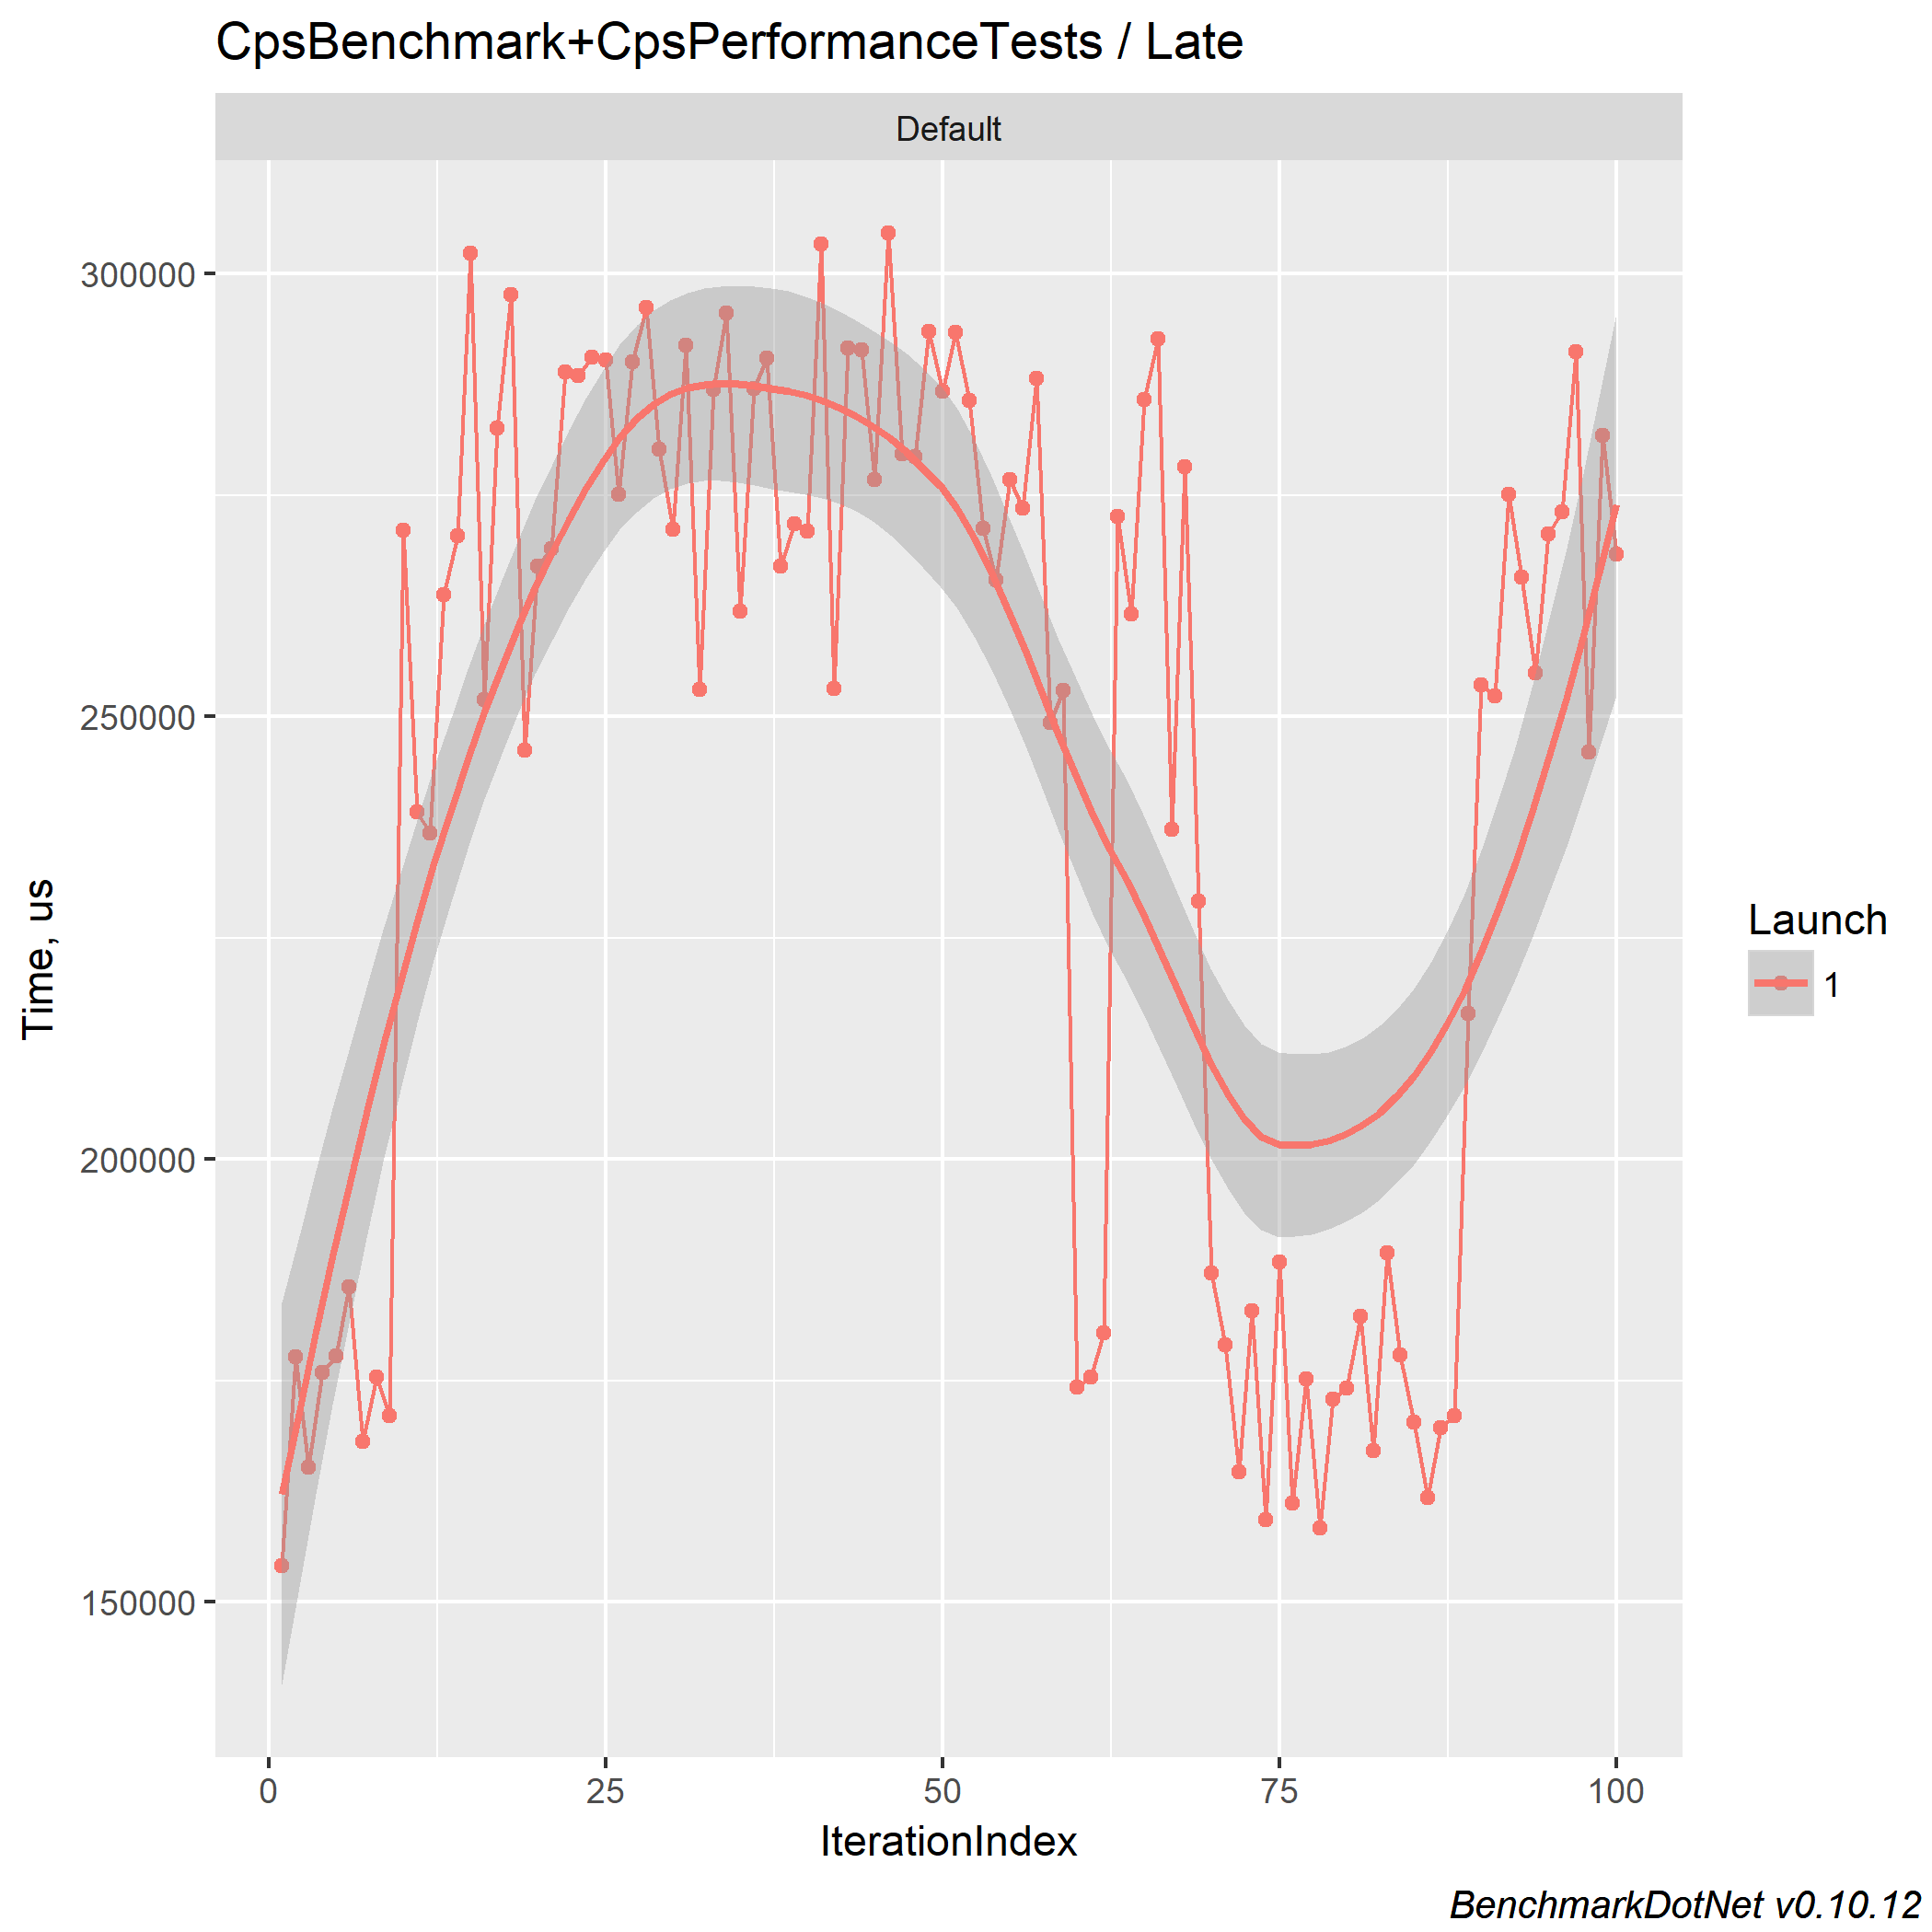 CpsBenchmark+CpsPerformanceTests / Late
Default
300000
250000
200000
150000
Time, us
0 25 50 75 100
IterationIndex
Launch
1
BenchmarkDotNet v0.10.12